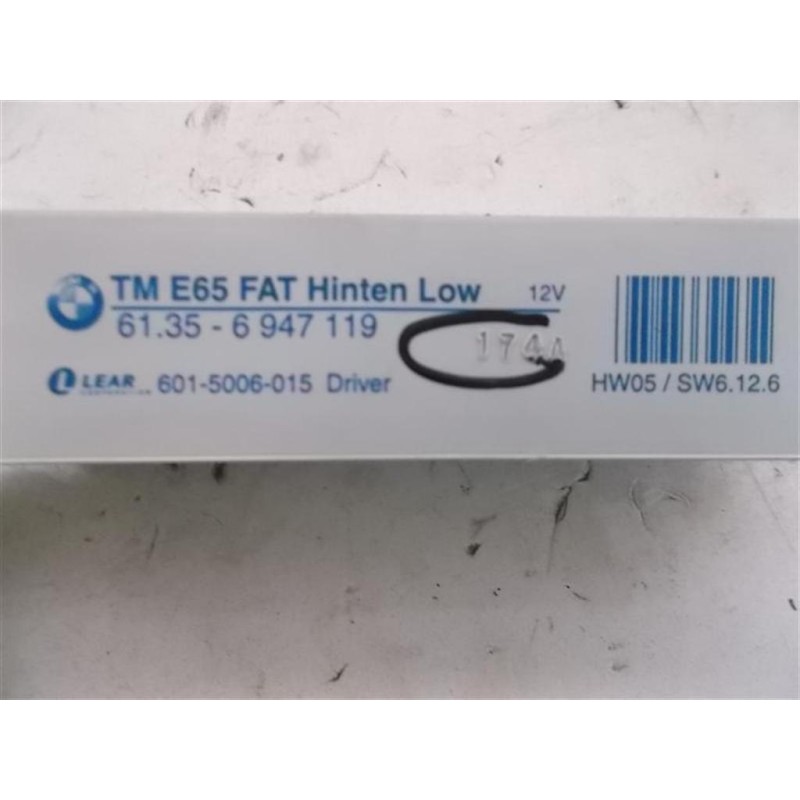 TM E65 FAT Hinten Low 12V
61.35 - 6 947 119
174A
LEAR 601-5006-015 Driver
HW05 / SW6.12.6